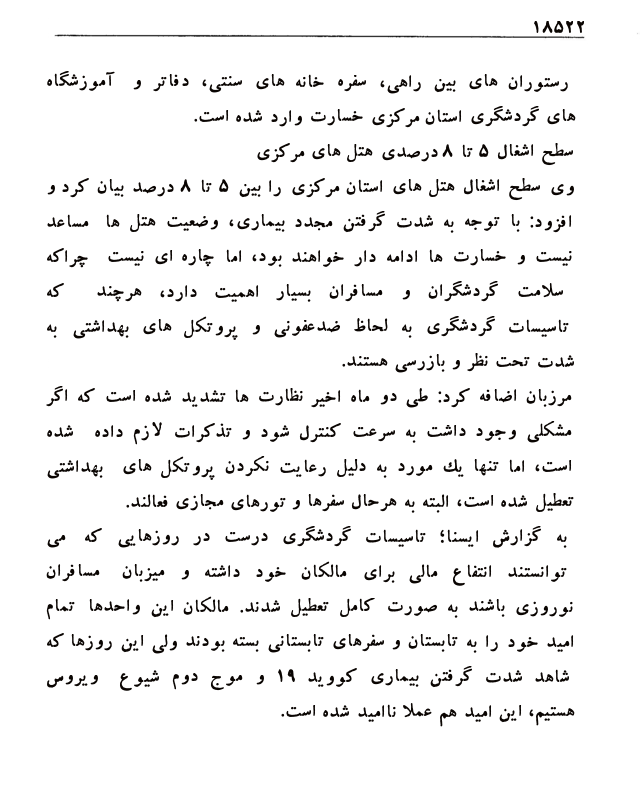 ۱۸۵۲۲
رستوران های بین راهی، سفره خانه های سنتی، دفاتر و آموزشگاه
های گردشگری استان مرکزی خسارت وارد شده است.
سطح اشغال ۵ تا ۸ درصدی هتل های مرکزی
وی سطح اشغال هتل های استان مرکزی را بین ۵ تا ۸ درصد بیان کرد و
افزود: با توجه به شدت گرفتن مجدد بیماری، وضعیت هتل ها مساعد
نیست و خسارت ها ادامه دار خواهند بود، اما چاره ای نیست چراکه
سلامت گردشگران و مسافران بسیار اهمیت دارد، هرچند که
تاسیسات گردشگری به لحاظ ضدعفونی و پروتکل های بهداشتی به
شدت تحت نظر و بازرسی هستند.
مرزبان اضافه کرد: طی دو ماه اخیر نظارت ها تشدید شده است که اگر
مشکلی وجود داشت به سرعت کنترل شود و تذکرات لازم داده شده
است، اما تنها یك مورد به دلیل رعایت نکردن پروتکل های بهداشتی
تعطیل شده است، البته به هرحال سفرها و تورهای مجازی فعالند.
به گزارش ایسنا؛ تاسیسات گردشگری درست در روزهایی که می
توانستند انتفاع مالی برای مالکان خود داشته و میزبان مسافران
نوروزی باشند به صورت کامل تعطیل شدند. مالکان این واحدها تمام
امید خود را به تابستان و سفرهای تابستانی بسته بودند ولی این روزها که
شاهد شدت گرفتن بیماری کووید ۱۹ و موج دوم شیوع ویروس
هستیم، این امید هم عملا ناامید شده است.